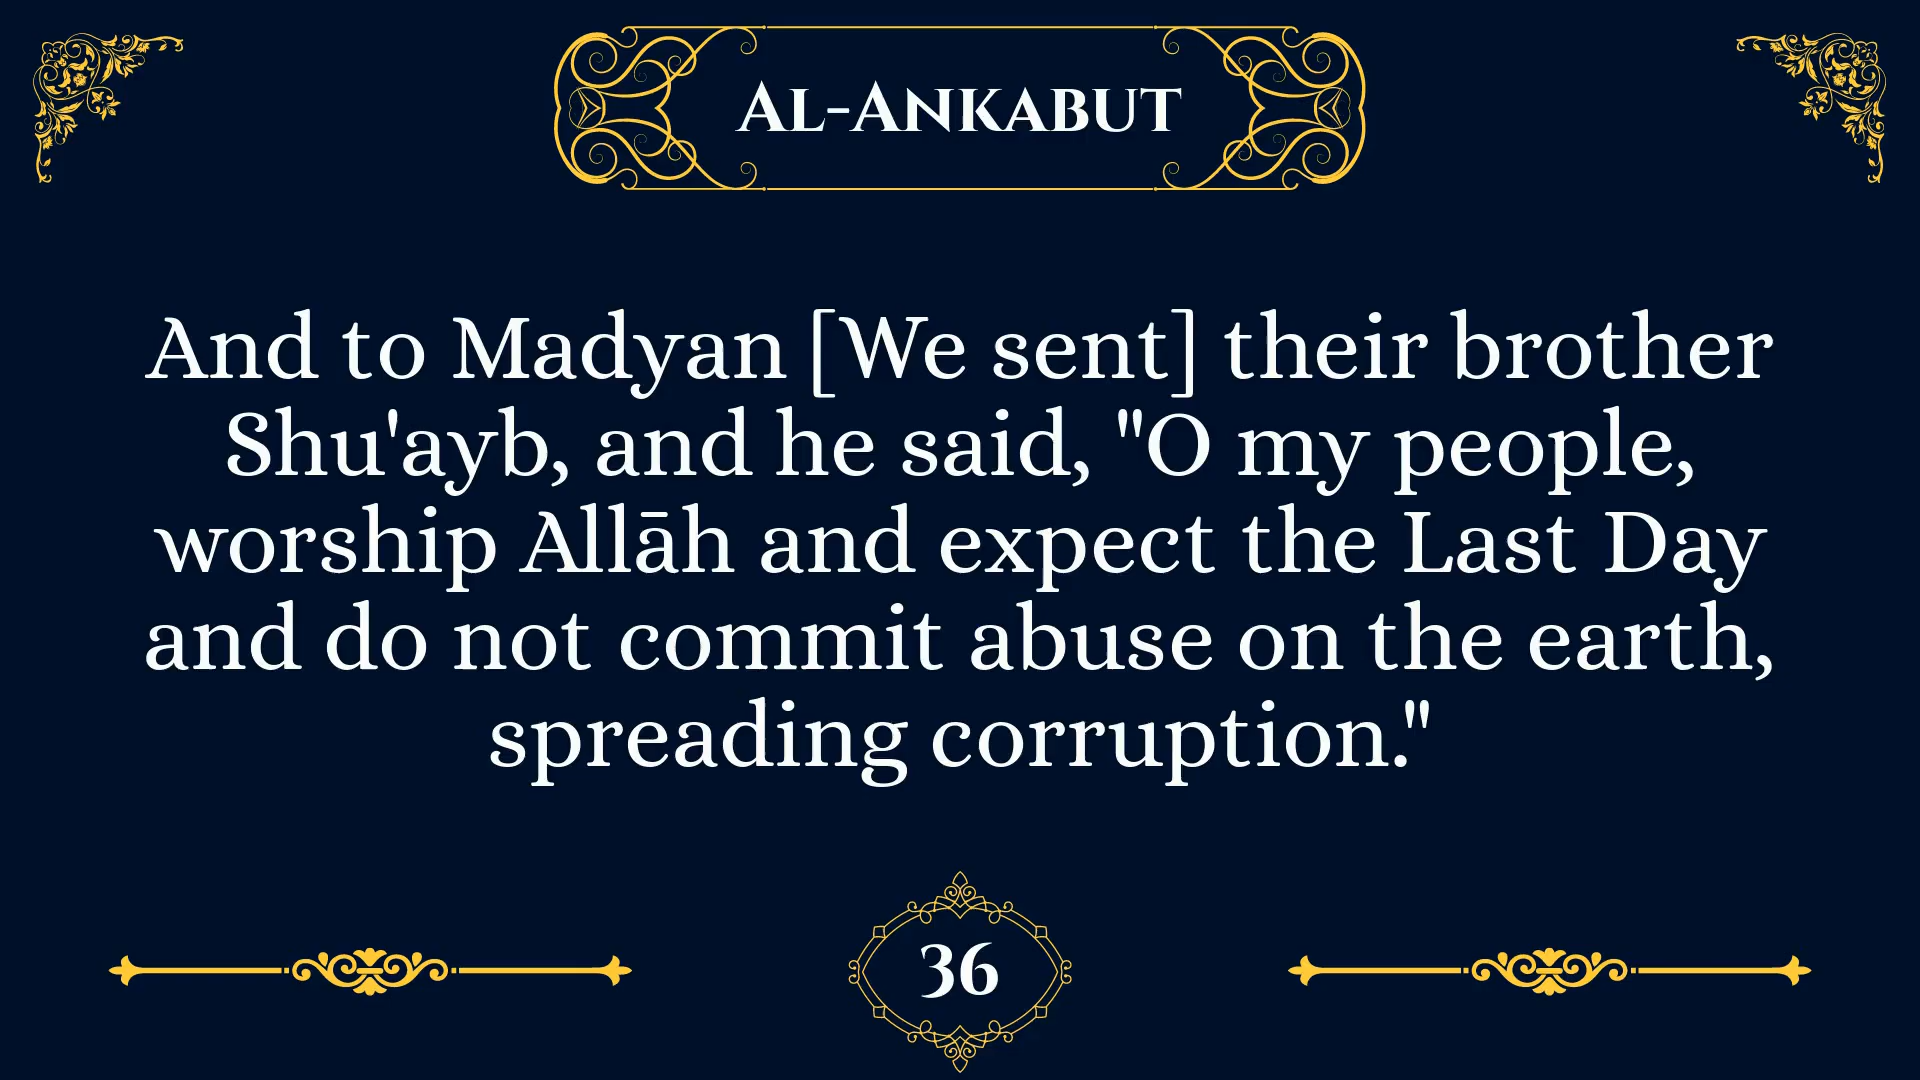 Al-Ankabut
And to Madyan [We sent] their brother
Shu'ayb, and he said, "O my people,
worship Allāh and expect the Last Day
and do not commit abuse on the earth,
spreading corruption."
36